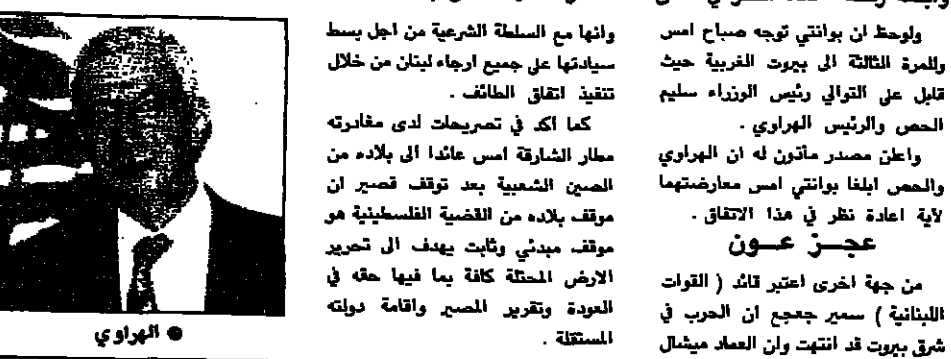 ولوحظ ان بوانتي توجه صباح امس
وللمرة الثالثة الى بيروت الغربية حيث
قابل على التوالي رئيس الوزراء سليم
الحص والرئيس الهراوي .
واعلن مصدر مأذون له ان الهراوي
والحص ابلغا بوانتي امس معارضتهما
لاية اعادة نظر في هذا الاتفاق .
عجـــز عـــون
من جهة اخرى اعتبر قائد ( القوات
اللبنانية ) سمير جعجع ان الحرب في
شرق بيروت قد انتهت ولن العماد ميشال
وانها مع السلطة الشرعية من اجل بسط
سيادتها على جميع ارجاء لبنان من خلال
تنفيذ اتفاق الطائف .
كما اكد في تصريحات لدى مغادرته
مطار الشارقة امس عائدا الى بلاده من
الصين الشعبية بعد توقف قصير ان
موقف بلاده من القضية الفلسطينية هو
موقف مبدئي وثابت يهدف الى تحرير
الارض المحتلة كافة بما فيها حقه في
العودة وتقرير المصير واقامة دولته
المستقلة .
● الهراوي